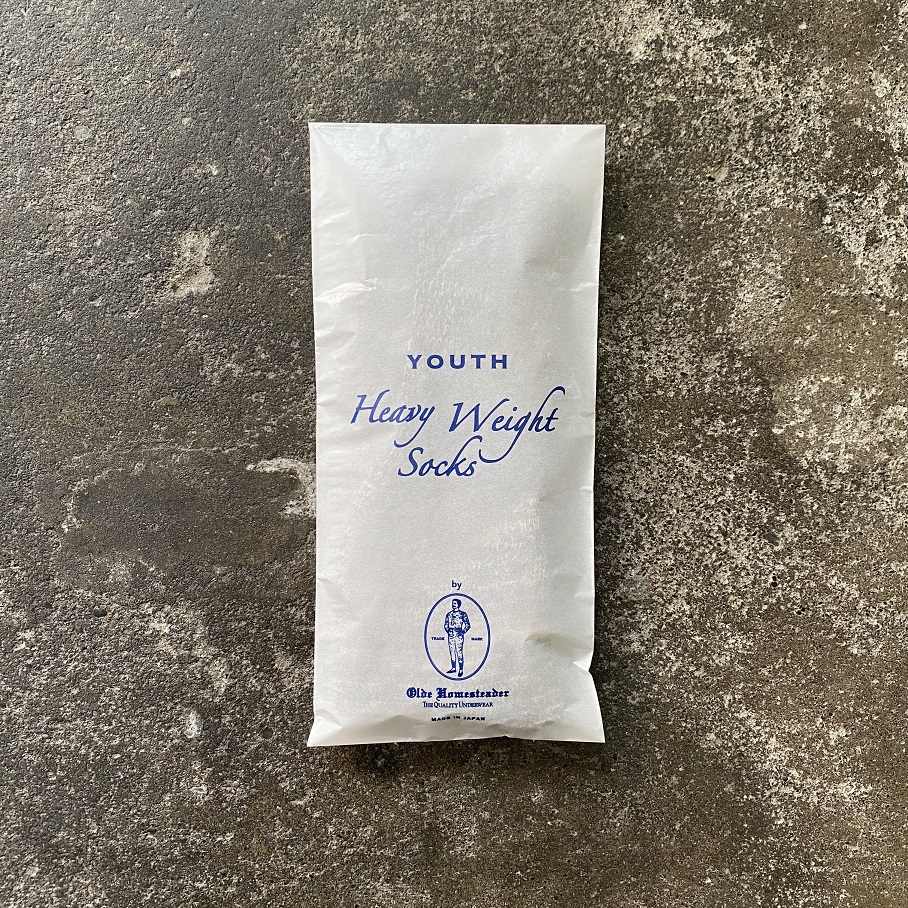 YOUTH
Heavy Weight
Socks
by
TRADE MARK
Olde Homesteader
The Quality Underwear
MADE IN JAPAN